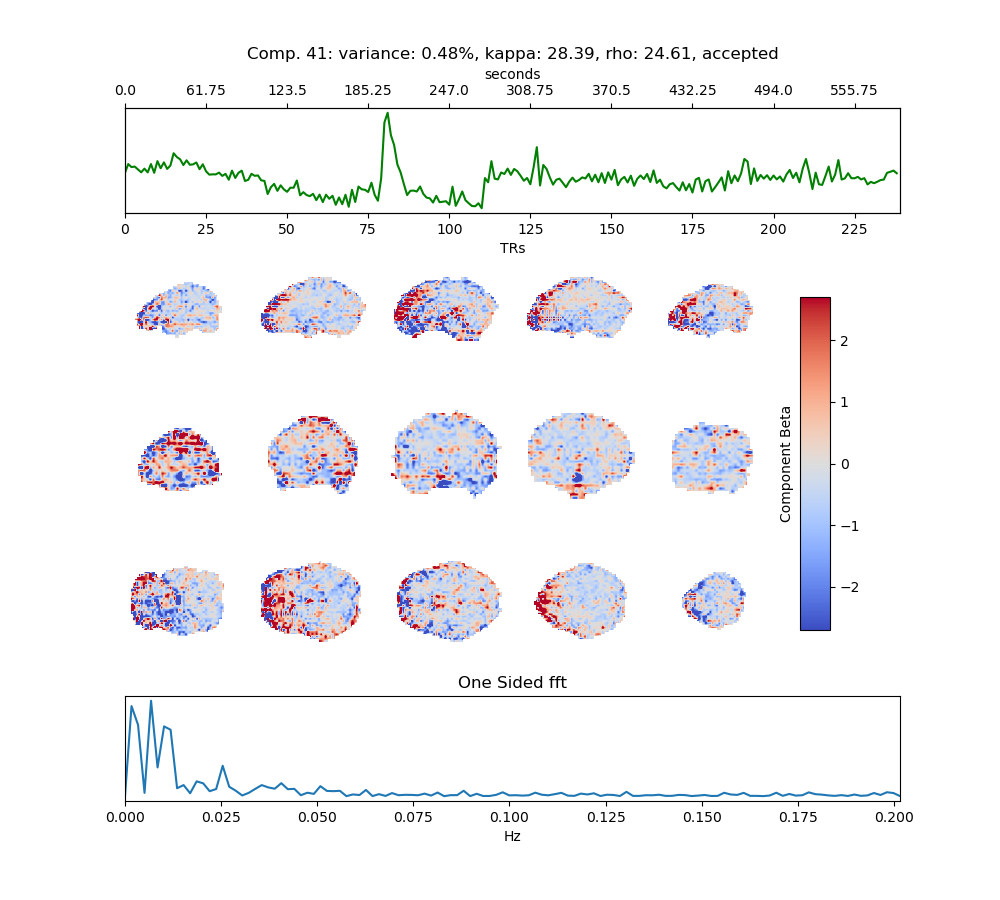 Comp. 41: variance: 0.48%, kappa: 28.39, rho: 24.61, accepted
seconds
0.0 61.75 123.5 185.25 247.0 308.75 370.5 432.25 494.0 555.75
0 25 50 75 100 125 150 175 200 225
TRs
2
1
0
−1
−2
Component Beta
One Sided fft
0.000 0.025 0.050 0.075 0.100 0.125 0.150 0.175 0.200
Hz